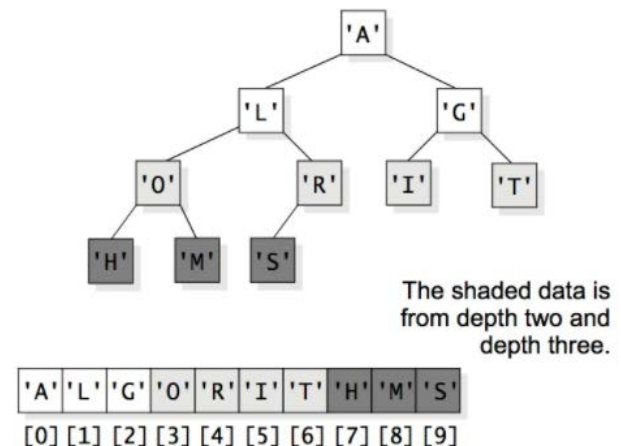 'A'
'L' 'G'
'O' 'R' 'I' 'T'
'H' 'M' 'S'
The shaded data is
from depth two and
depth three.
'A' 'L' 'G' 'O' 'R' 'I' 'T' 'H' 'M' 'S'
[0] [1] [2] [3] [4] [5] [6] [7] [8] [9]